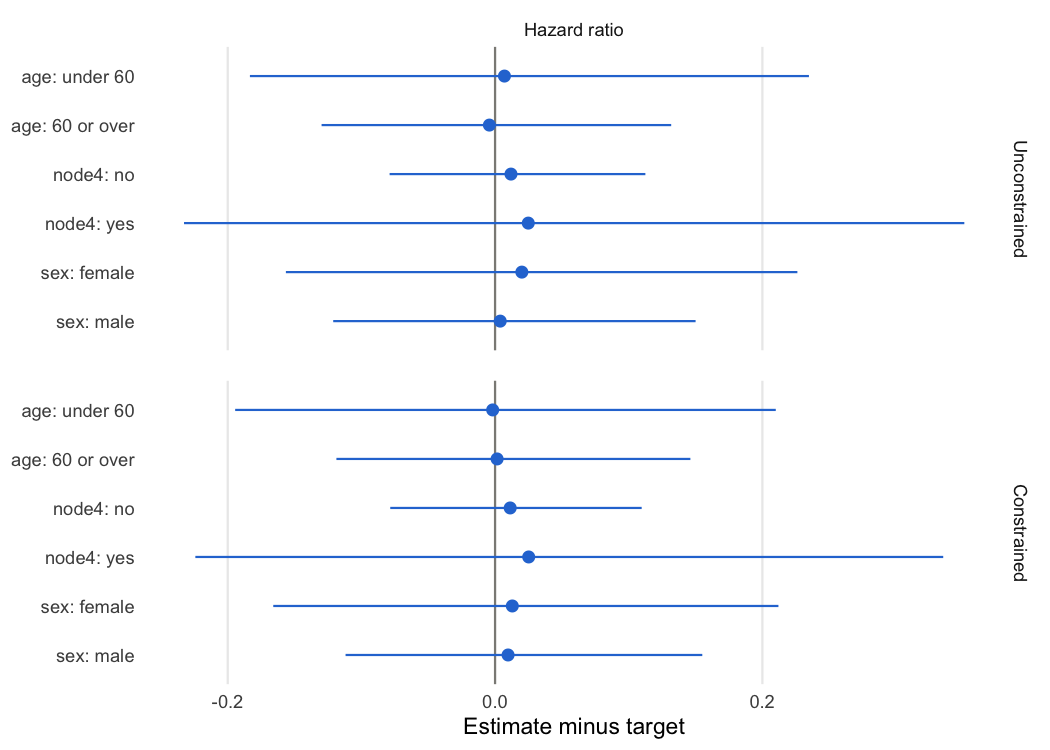 Hazard ratio
age: under 60
age: 60 or over
node4: no
node4: yes
sex: female
sex: male
Unconstrained
age: under 60
age: 60 or over
node4: no
node4: yes
sex: female
sex: male
Constrained
-0.2 0.0 0.2
Estimate minus target